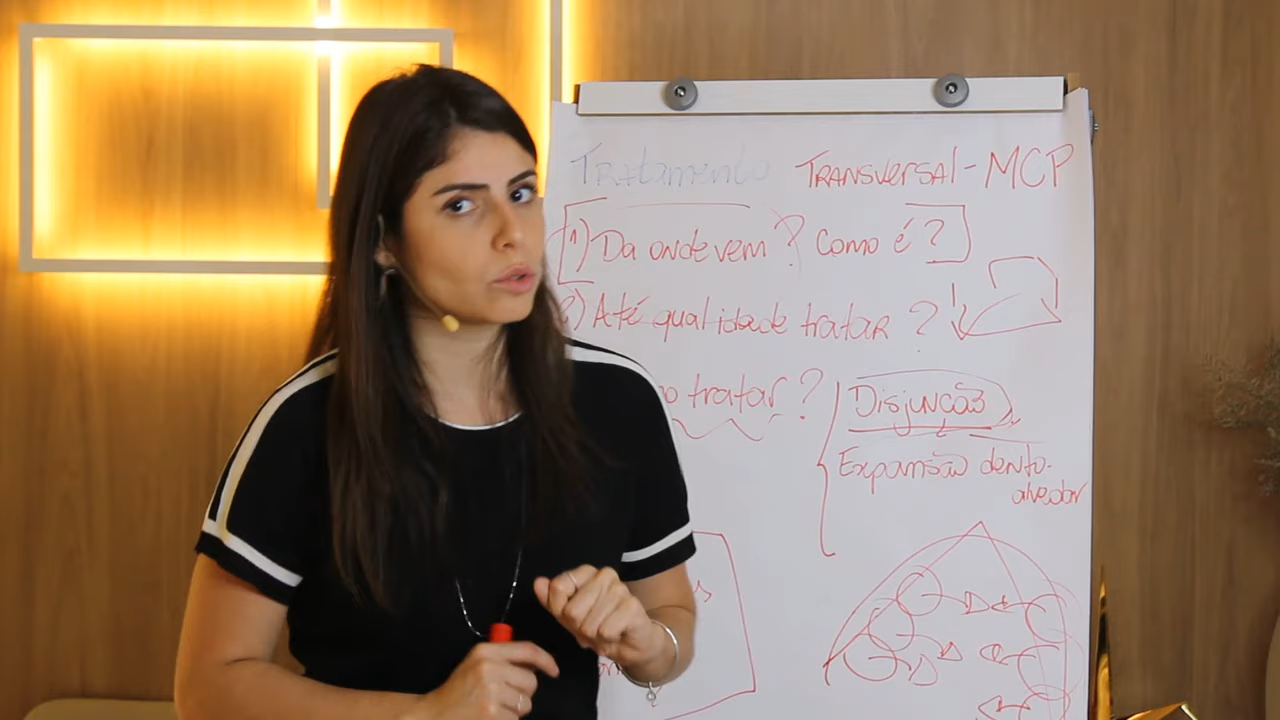 Tratamento TRANSVERSAL - MCP
1) Da onde vem? Como é?
2) Até qual idade tratar?
tratar?
Disjunção
Expansão dento-
alveolar